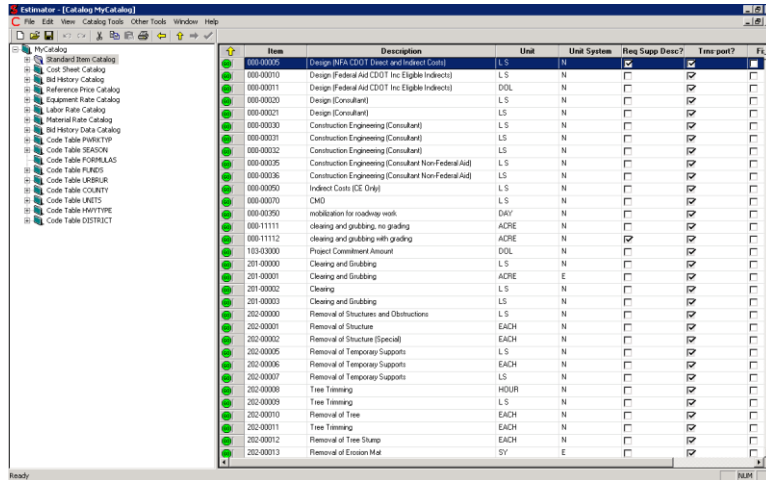 Estimator - [Catalog MyCatalog]
File Edit View Catalog Tools Other Tools Window Help
MyCatalog
Standard Item Catalog
Cost Sheet Catalog
Bid History Catalog
Reference Price Catalog
Equipment Rate Catalog
Labor Rate Catalog
Material Rate Catalog
Bid History Data Catalog
Code Table PWRKTYP
Code Table SEASON
Code Table FORMULAS
Code Table FUNDS
Code Table URBRUR
Code Table COUNTY
Code Table UNITS
Code Table HWYTYPE
Code Table DISTRICT
Item Description Unit Unit System Req Supp Desc? Trns·port? Fi
000-00005 Design (NFA CDOT Direct and Indirect Costs) L S N
000-00010 Design (Federal Aid CDOT Inc Eligible Indirects) L S N
000-00011 Design (Federal Aid CDOT Inc Eligible Indirects) DOL N
000-00020 Design (Consultant) L S N
000-00021 Design (Consultant) LS N
000-00030 Construction Engineering (Consultant) L S N
000-00031 Construction Engineering (Consultant) LS N
000-00032 Construction Engineering (Consultant) LS N
000-00035 Construction Engineering (Consultant Non-Federal Aid) L S N
000-00036 Construction Engineering (Consultant Non-Federal Aid) LS N
000-00050 Indirect Costs (CE Only) L S N
000-00070 CMO L S N
000-00350 mobilization for roadway work DAY N
000-11111 clearing and grubbing, no grading ACRE N
000-11112 clearing and grubbing with grading ACRE N
103-03000 Project Commitment Amount DOL N
201-00000 Clearing and Grubbing L S N
201-00001 Clearing and Grubbing ACRE E
201-00002 Clearing L S N
201-00003 Clearing and Grubbing LS N
202-00000 Removal of Structures and Obstructions L S N
202-00001 Removal of Structure EACH N
202-00002 Removal of Structure (Special) EACH N
202-00005 Removal of Temporary Supports L S N
202-00006 Removal of Temporary Supports EACH N
202-00007 Removal of Temporary Supports LS N
202-00008 Tree Trimming HOUR N
202-00009 Tree Trimming L S N
202-00010 Removal of Tree EACH N
202-00011 Tree Trimming EACH N
202-00012 Removal of Tree Stump EACH N
202-00013 Removal of Erosion Mat SY E
Ready NUM